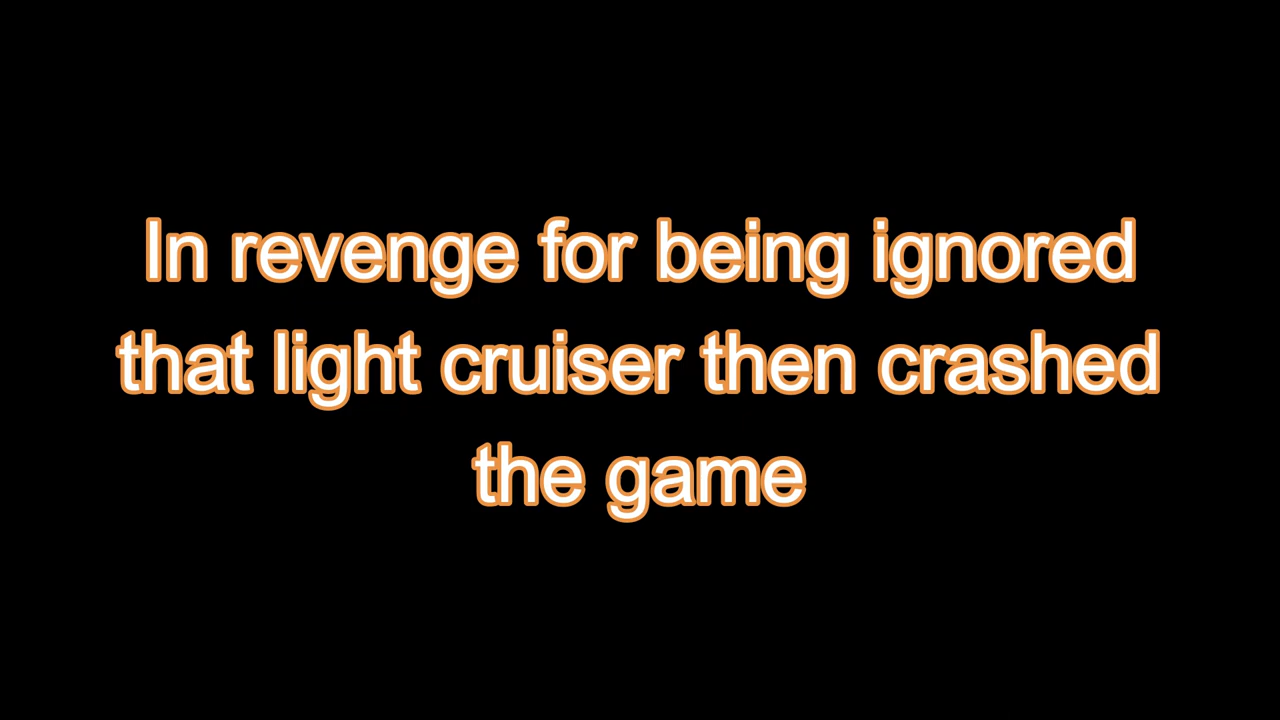 In revenge for being ignored
that light cruiser then crashed
the game